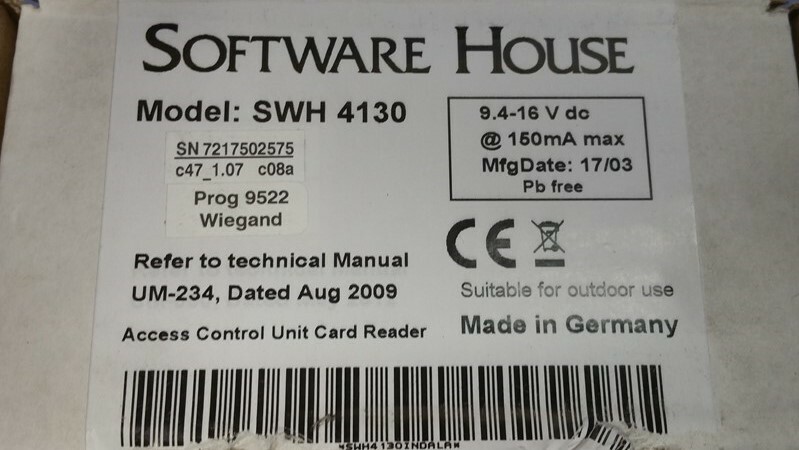 SOFTWARE HOUSE
Model: SWH 4130
SN 7217502575
c47_1.07 c08a
Prog 9522
Wiegand
9.4-16 V dc
@ 150mA max
MfgDate: 17/03
Pb free
CE
Refer to technical Manual
UM-234, Dated Aug 2009
Suitable for outdoor use
Made in Germany
Access Control Unit Card Reader
*SWH4130INDALA*